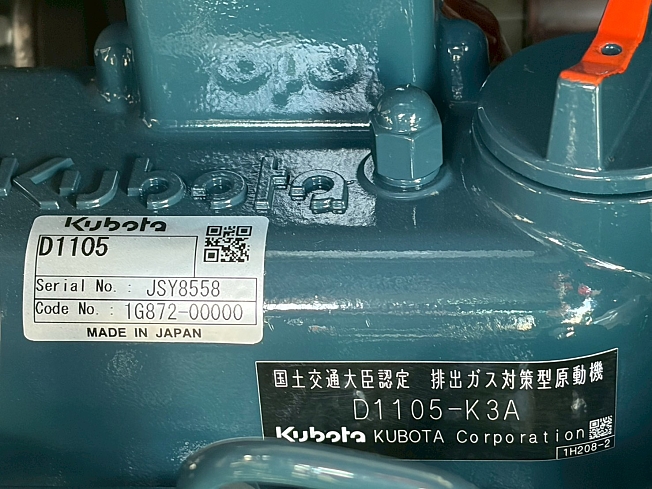 Kubota
Kubota
D1105
Serial No. : JSY8558
Code No. : 1G872-00000
MADE IN JAPAN
国土交通大臣認定 排出ガス対策型原動機
D1105-K3A
Kubota KUBOTA Corporation
1H208-2